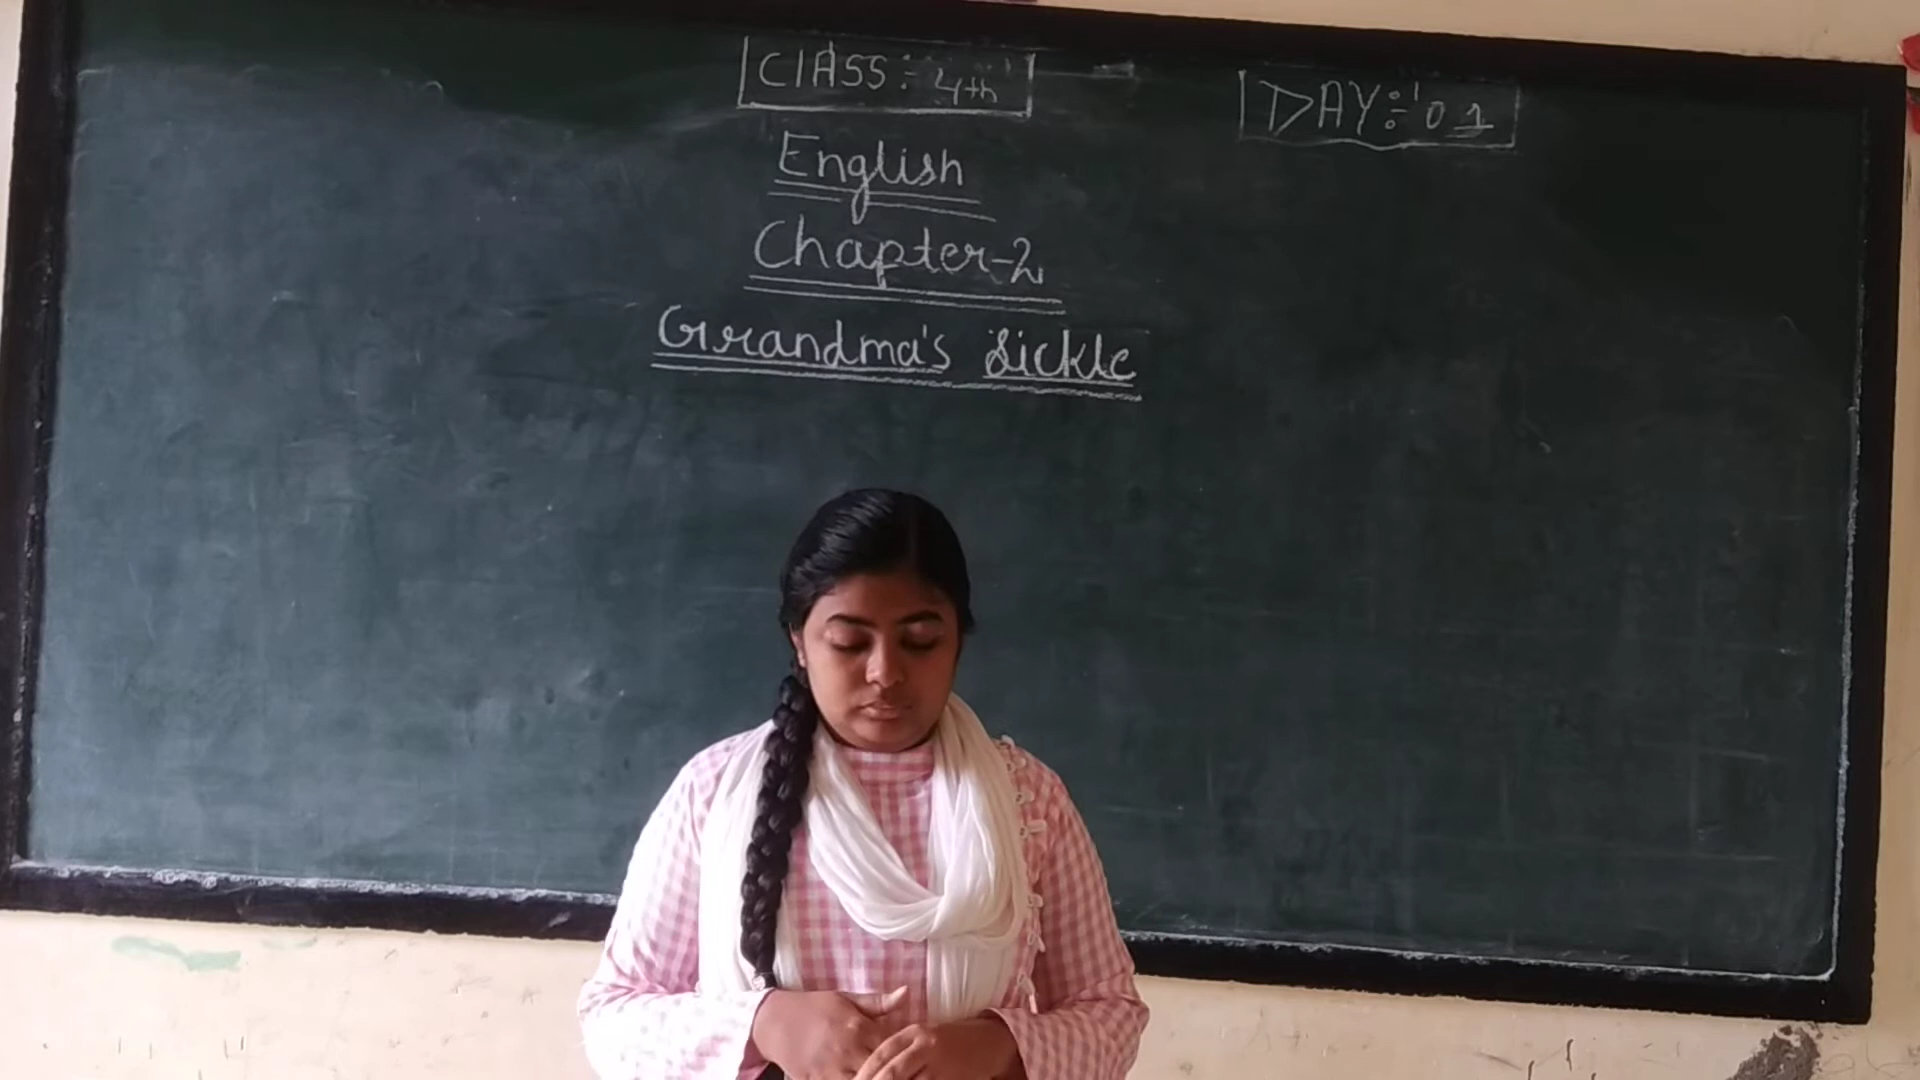 CLASS:- 4th
DAY:- 01
English
Chapter-2
Grandma's Sickle